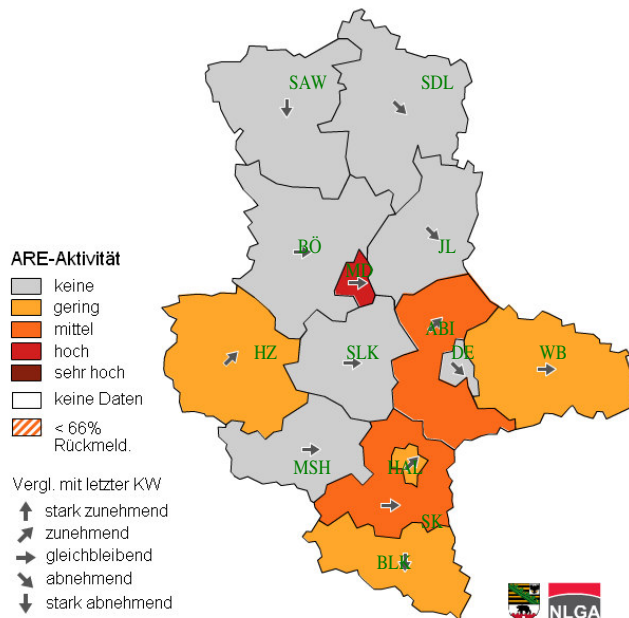 SAW
SDL
BÖ
JL
MD
ARE-Aktivität
keine
gering
mittel
hoch
sehr hoch
keine Daten
< 66%
Rückmeld.
ABI
HZ
SLK
DE
WB
MSH
HAL
SK
BLK
Vergl. mit letzter KW
stark zunehmend
zunehmend
gleichbleibend
abnehmend
stark abnehmend
NLGA